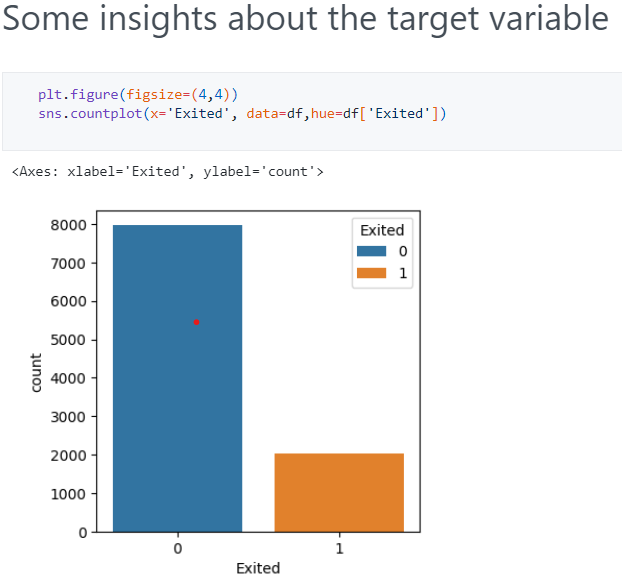 Some insights about the target variable
plt.figure(figsize=(4,4))
sns.countplot(x='Exited', data=df,hue=df['Exited'])
<Axes: xlabel='Exited', ylabel='count'>
Exited
0
1
8000
7000
6000
5000
4000
3000
2000
1000
0
count
0 1
Exited